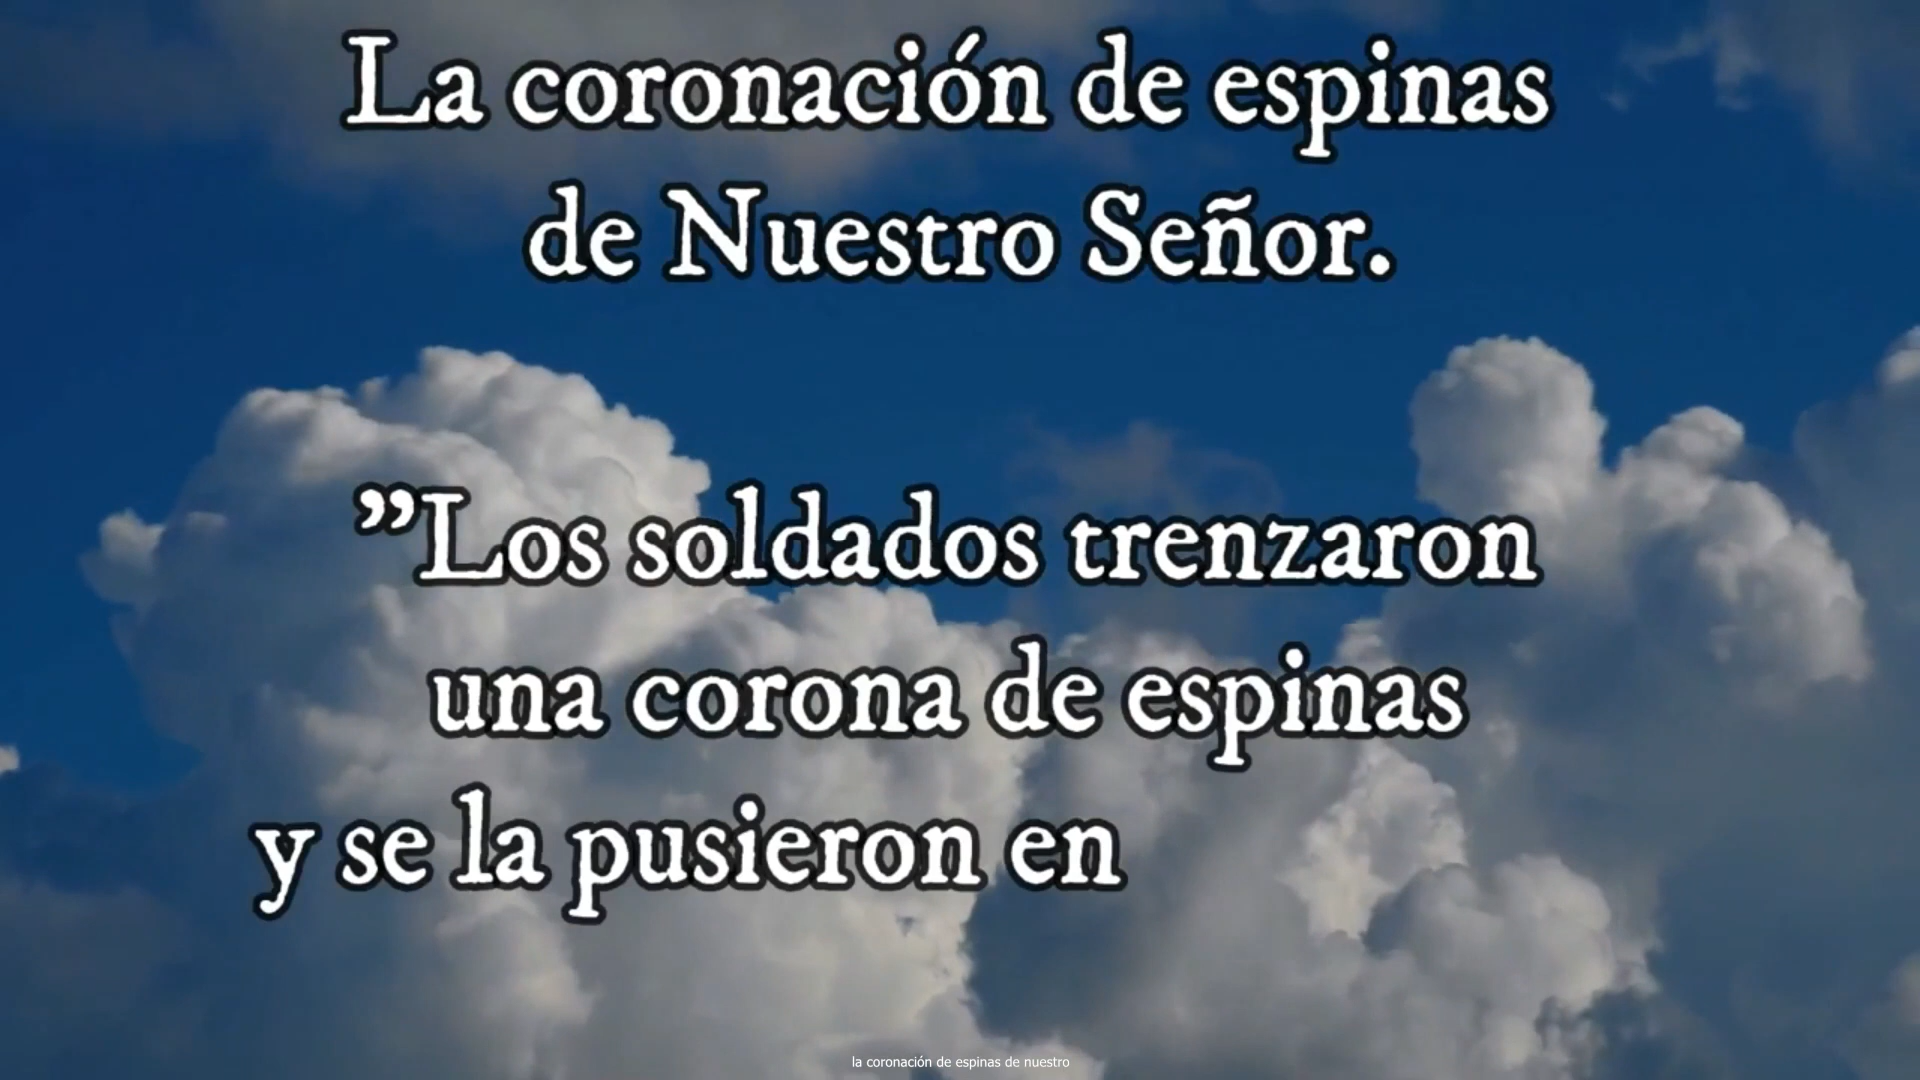 La coronación de espinas
de Nuestro Señor.
”Los soldados trenzaron
una corona de espinas
y se la pusieron en
la coronación de espinas de nuestro